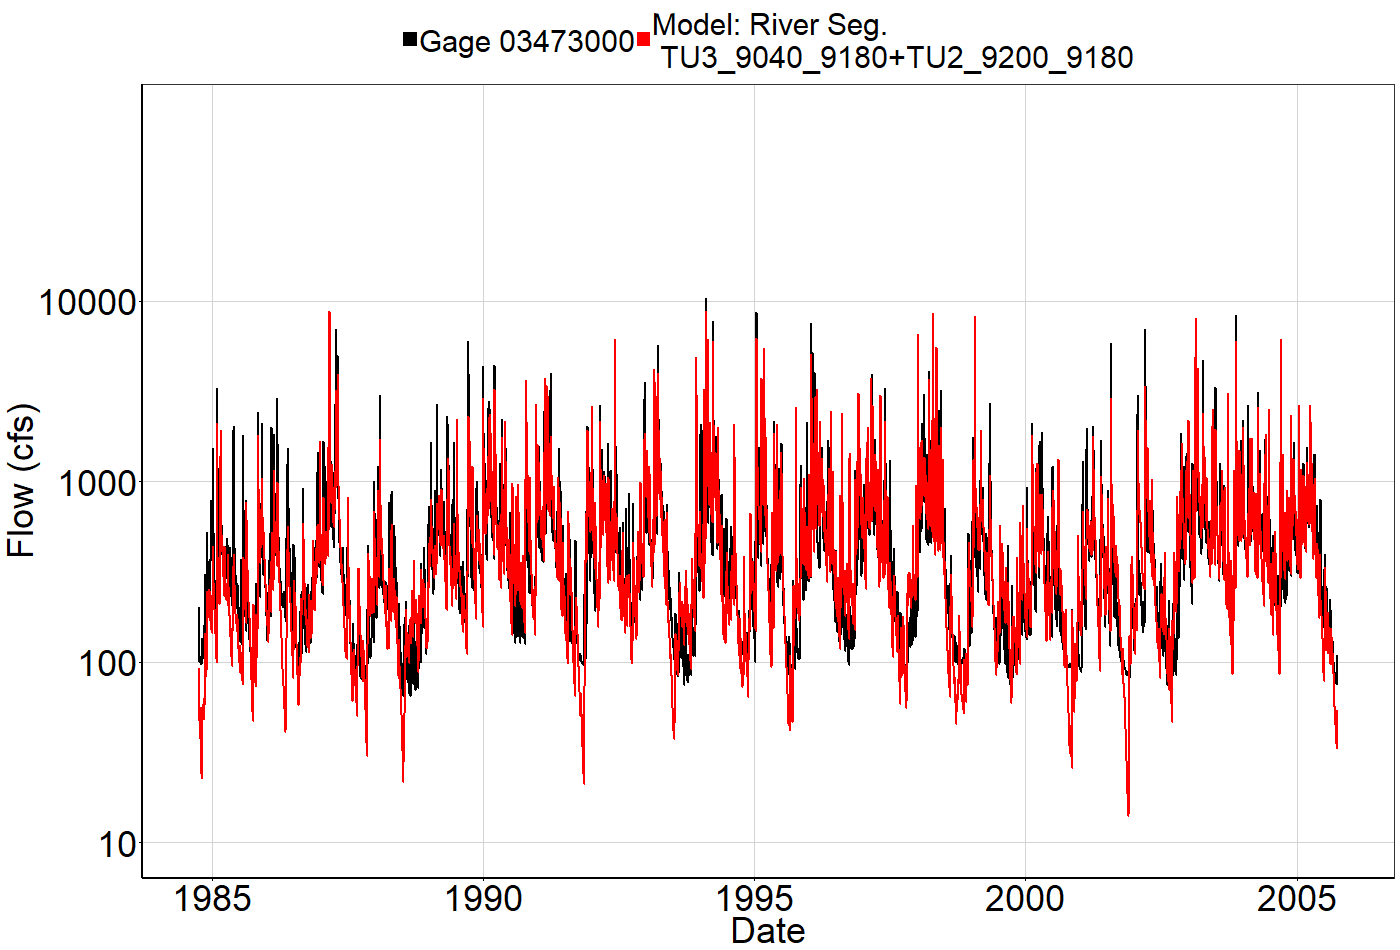 Gage 03473000
Model: River Seg.
TU3_9040_9180+TU2_9200_9180
Flow (cfs)
10000
1000
100
10
1985 1990 1995 2000 2005
Date